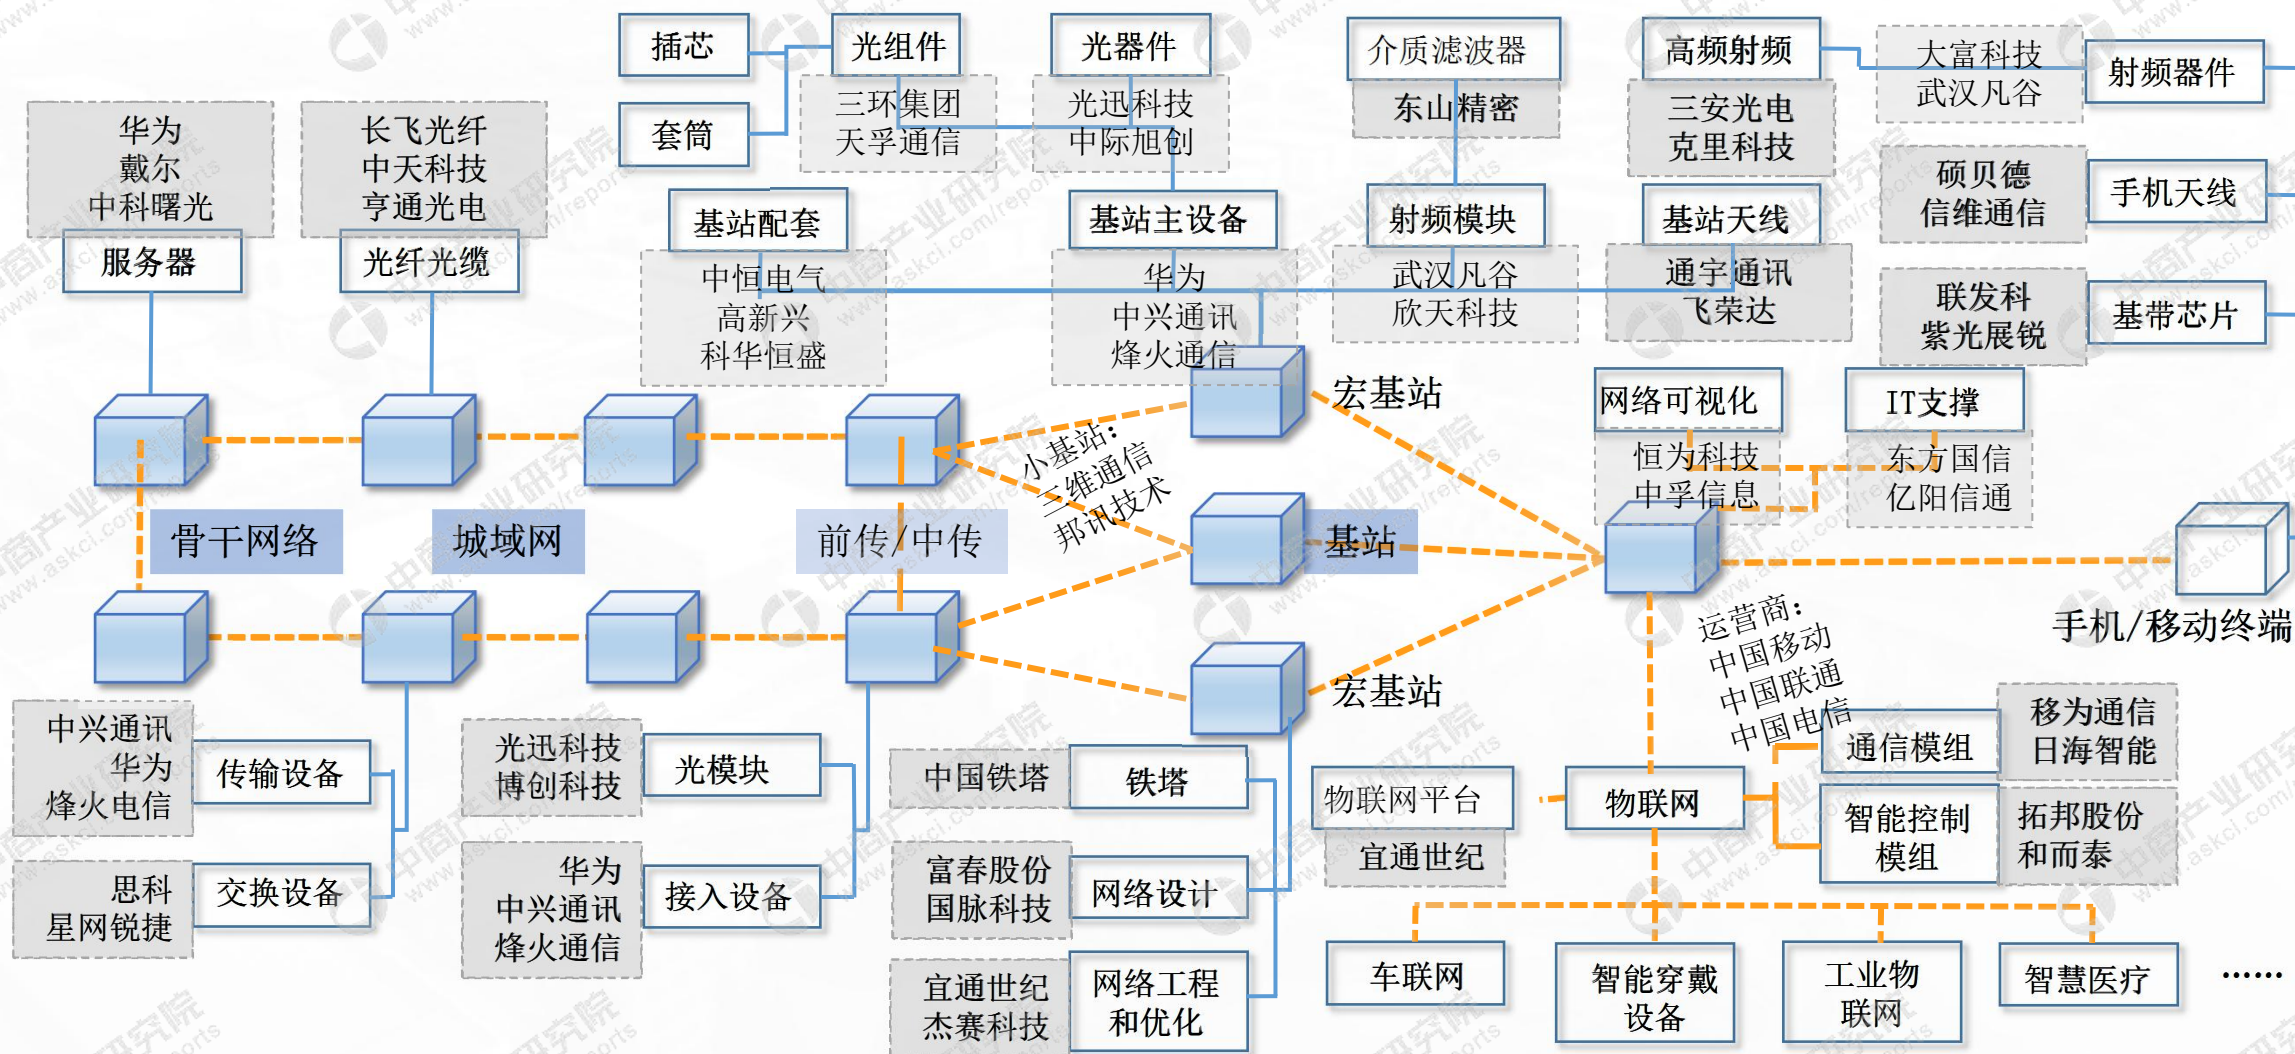 插芯
套筒
光组件
三环集团
天孚通信
光器件
光迅科技
中际旭创
介质滤波器
东山精密
高频射频
三安光电
克里科技
大富科技
武汉凡谷
射频器件
华为
戴尔
中科曙光
服务器
长飞光纤
中天科技
亨通光电
光纤光缆
基站配套
中恒电气
高新兴
科华恒盛
基站主设备
华为
中兴通讯
烽火通信
射频模块
武汉凡谷
欣天科技
基站天线
通宇通讯
飞荣达
硕贝德
信维通信
手机天线
联发科
紫光展锐
基带芯片
宏基站
网络可视化
恒为科技
中孚信息
IT支撑
东方国信
亿阳信通
小基站：
三维通信
邦讯技术
骨干网络
城域网
前传/中传
基站
手机/移动终端
宏基站
运营商：
中国移动
中国联通
中国电信
中兴通讯
华为
烽火电信
传输设备
思科
星网锐捷
交换设备
光迅科技
博创科技
光模块
华为
中兴通讯
烽火通信
接入设备
中国铁塔
铁塔
富春股份
国脉科技
网络设计
宜通世纪
杰赛科技
网络工程
和优化
物联网平台
宜通世纪
物联网
通信模组
移为通信
日海智能
智能控制
模组
拓邦股份
和而泰
车联网
智能穿戴
设备
工业物
联网
智慧医疗
……
中商产业研究院
www.askci.com/reports